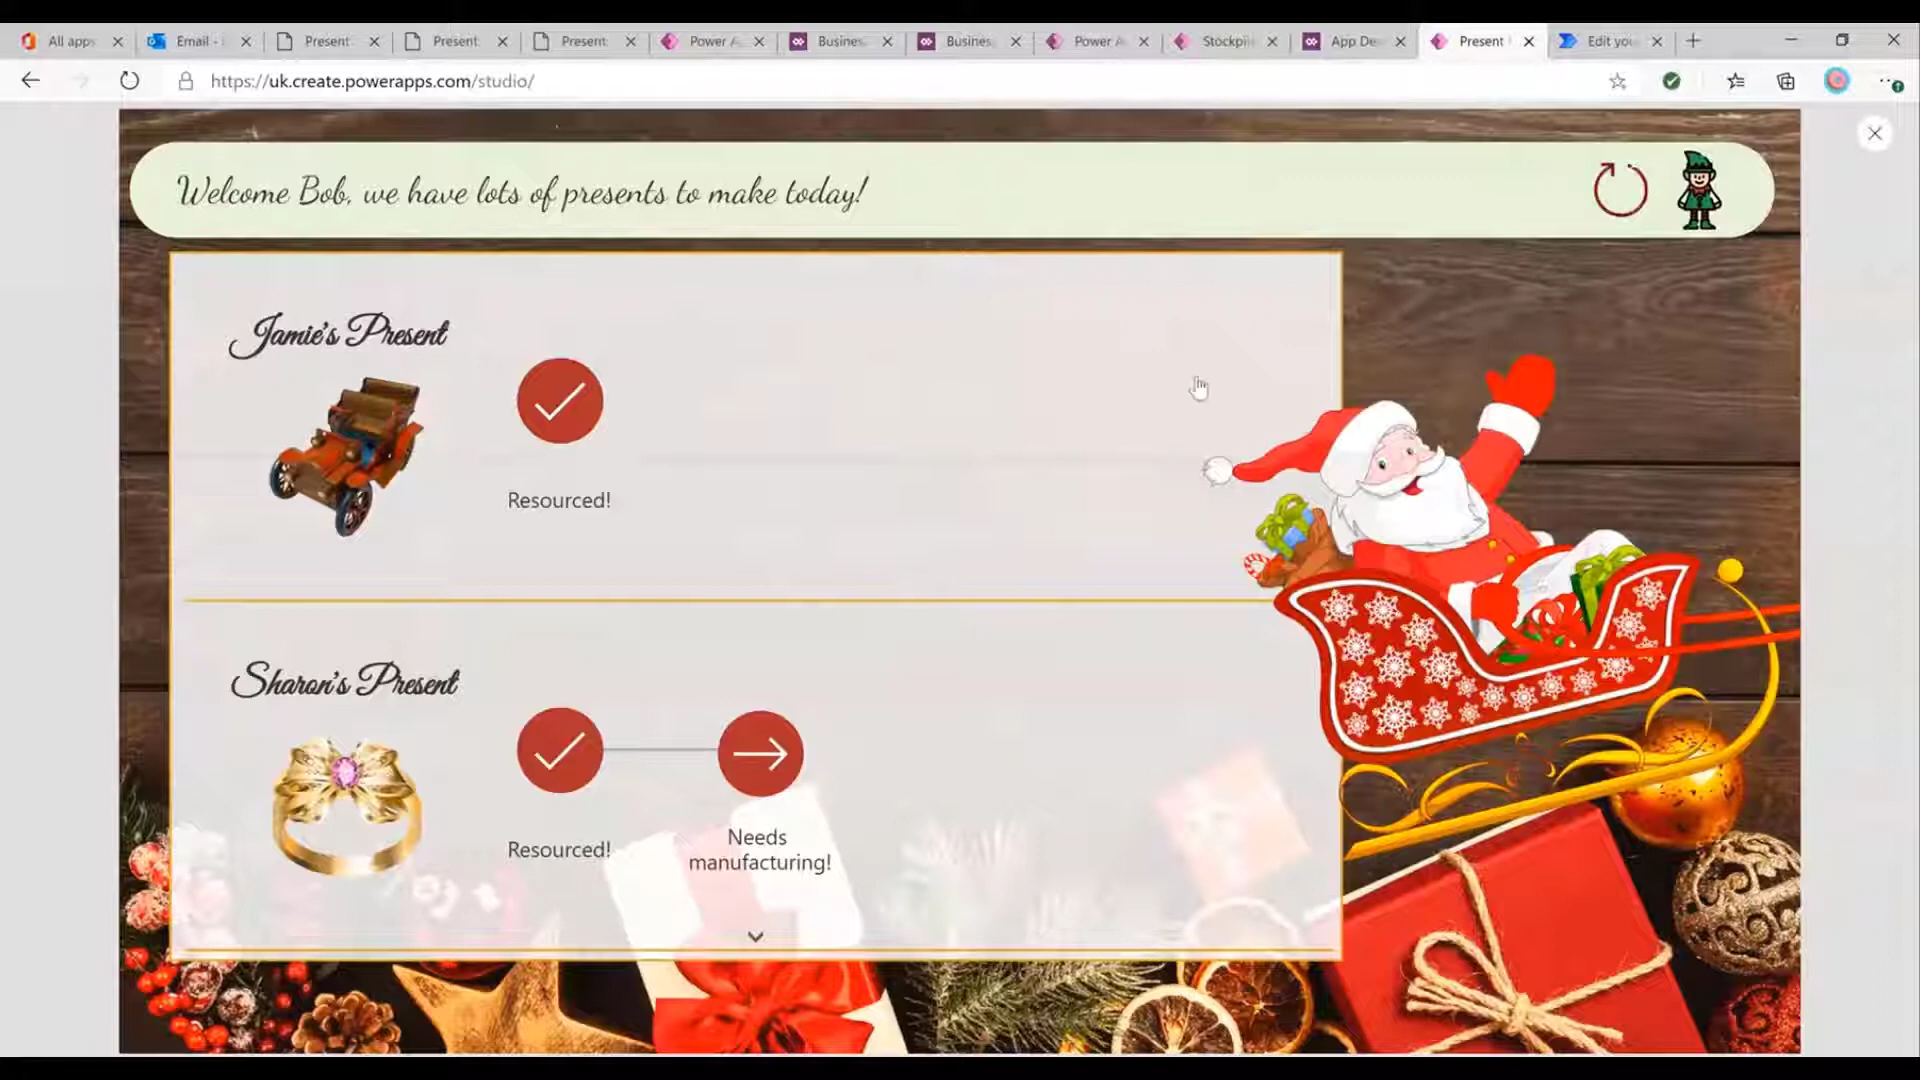 All apps
Email -
Present
Present
Present
Power A
Busines
Busines
Power A
Stockpil
App De
Present
Edit you
https://uk.create.powerapps.com/studio/
Welcome Bob, we have lots of presents to make today!
Jamie's Present
Resourced!
Sharon's Present
Resourced!
Needs
manufacturing!